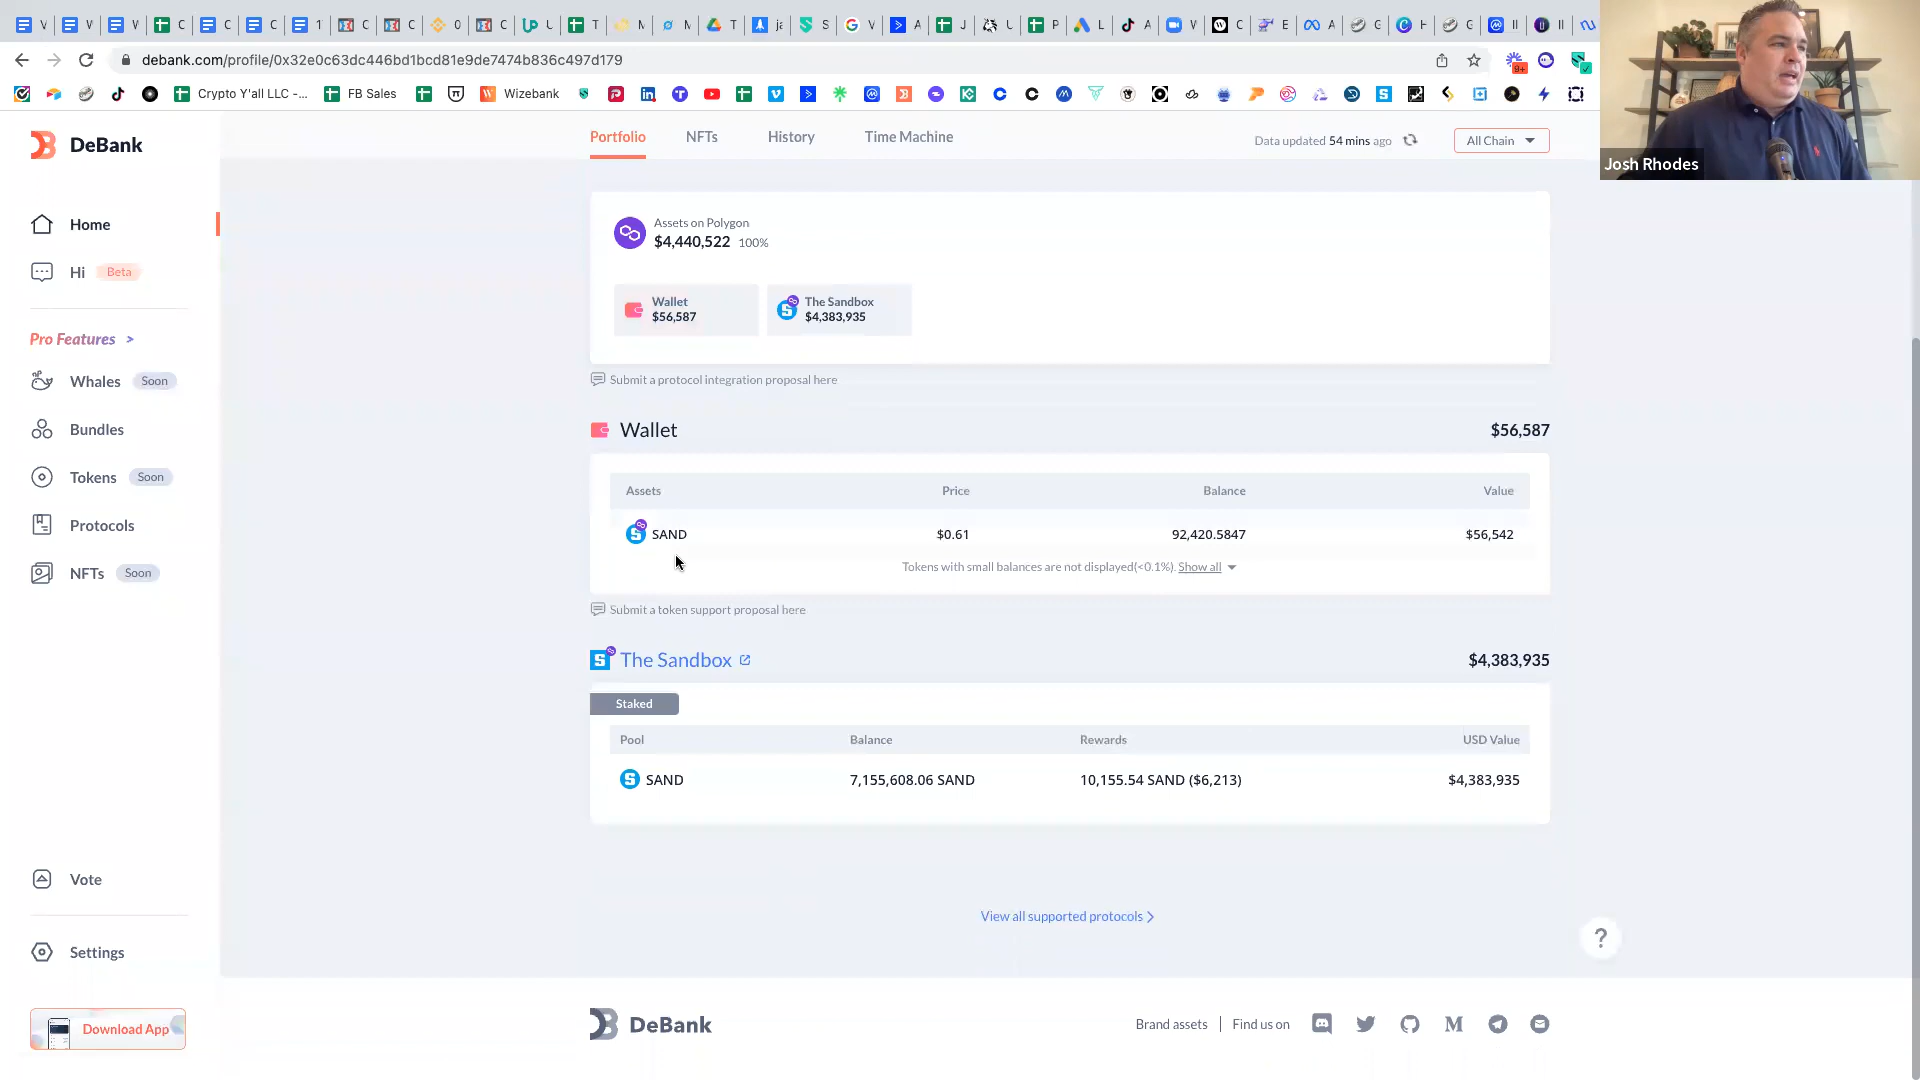 V
V
V
C
C
C
1
C
C
O
C
U
T
M
M
T
A
S
V
A
J
U
P
L
A
V
C
E
A
G
H
G
II
II
debank.com/profile/0x32e0c63dc446bd1bcd81e9de7474b836c497d179
9+
Crypto Y'all LLC -...
FB Sales
Wizebank
Josh Rhodes
DeBank
Portfolio
NFTs
History
Time Machine
Data updated 54 mins ago
All Chain
Home
Hi Beta
Pro Features >
Whales Soon
Bundles
Tokens Soon
Protocols
NFTs Soon
Vote
Settings
Download App
Assets on Polygon
$4,440,522 100%
Wallet
$56,587
The Sandbox
$4,383,935
Submit a protocol integration proposal here
Wallet $56,587
Assets Price Balance Value
SAND $0.61 92,420.5847 $56,542
Tokens with small balances are not displayed(<0.1%). Show all
Submit a token support proposal here
The Sandbox $4,383,935
Staked
Pool Balance Rewards USD Value
SAND 7,155,608.06 SAND 10,155.54 SAND ($6,213) $4,383,935
View all supported protocols >
?
DeBank
Brand assets | Find us on